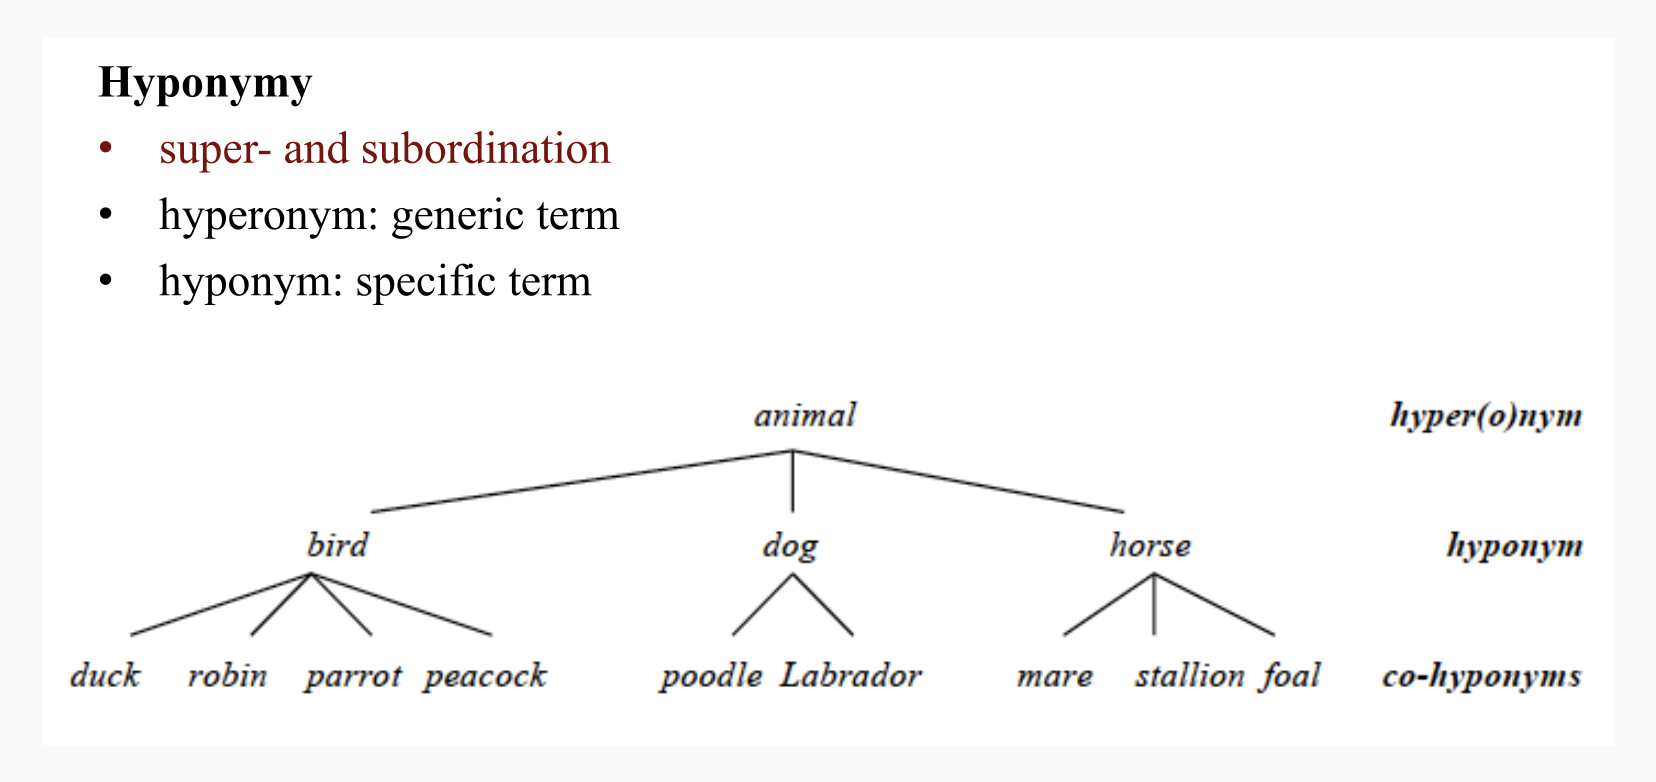 Hyponymy
• super- and subordination
• hyperonym: generic term
• hyponym: specific term
animal hyper(o)nym
bird dog horse hyponym
duck robin parrot peacock poodle Labrador mare stallion foal co-hyponyms